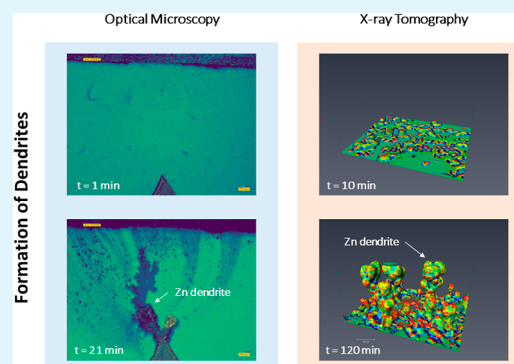 Optical Microscopy
X-ray Tomography
Formation of Dendrites
t = 1 min
t = 10 min
Zn dendrite
t = 21 min
Zn dendrite
t = 120 min